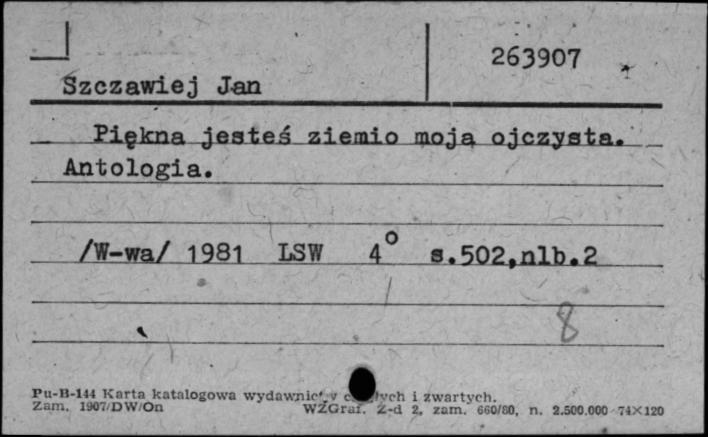 263907
Szczawiej Jan
Piękna jesteś ziemio moja ojczysta.
Antologia.
/W-wa/ 1981 LSW 4° s.502,nlb.2
8
Pu-B-144 Karta katalogowa wydawnictw i zwartych.
Zam. 1907/DW/On WZGraf. Z-d 2, zam. 660/80, n. 2.500.000 74×120